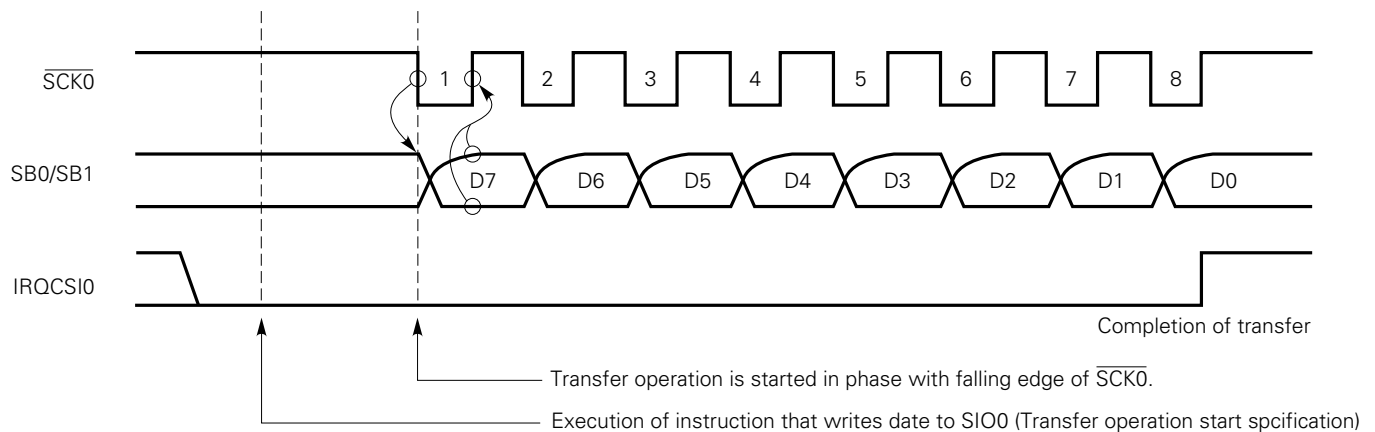 SCK0
1 2 3 4 5 6 7 8
SB0/SB1
D7 D6 D5 D4 D3 D2 D1 D0
IRQCSI0
Completion of transfer
Transfer operation is started in phase with falling edge of SCK0.
Execution of instruction that writes date to SIO0 (Transfer operation start spcification)